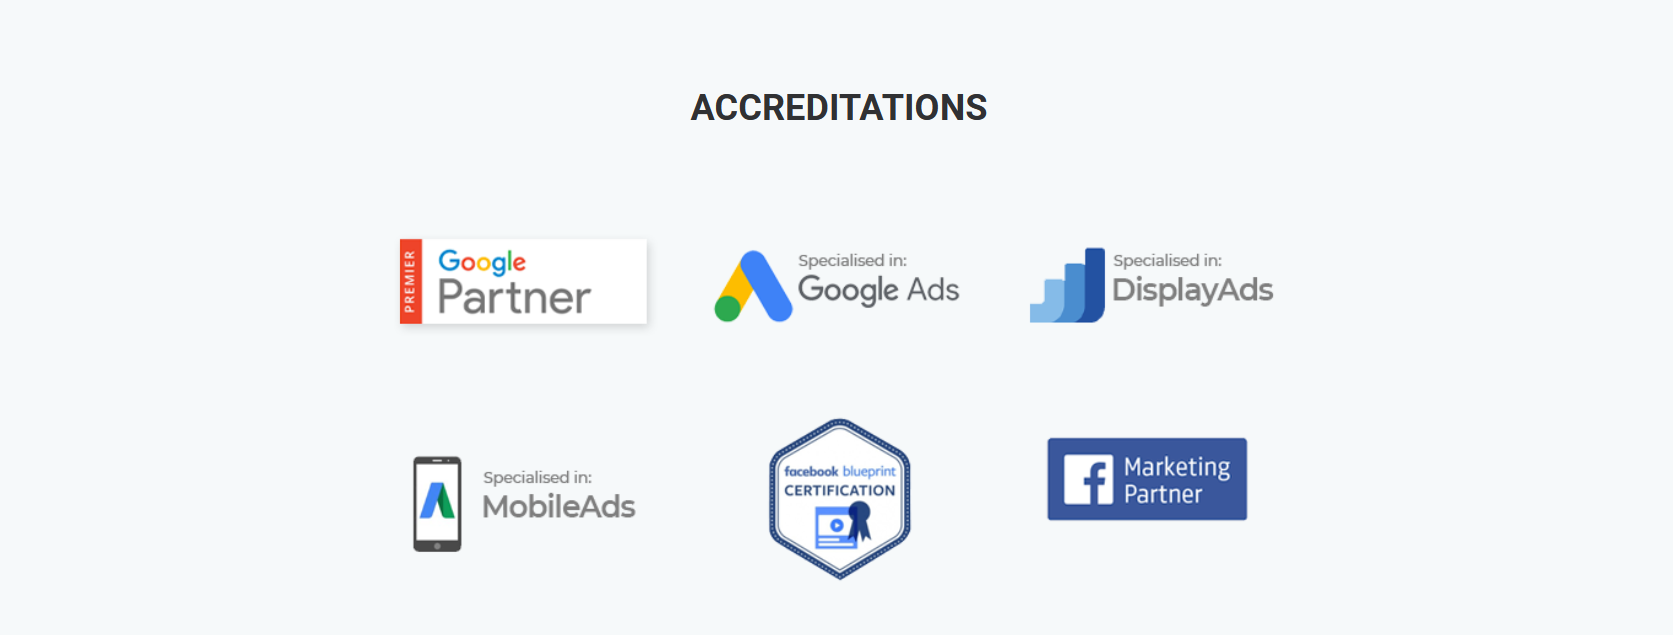 ACCREDITATIONS
PREMIER
Google
Partner
Specialised in:
Google Ads
Specialised in:
DisplayAds
Specialised in:
MobileAds
facebook blueprint
CERTIFICATION
f
Marketing
Partner